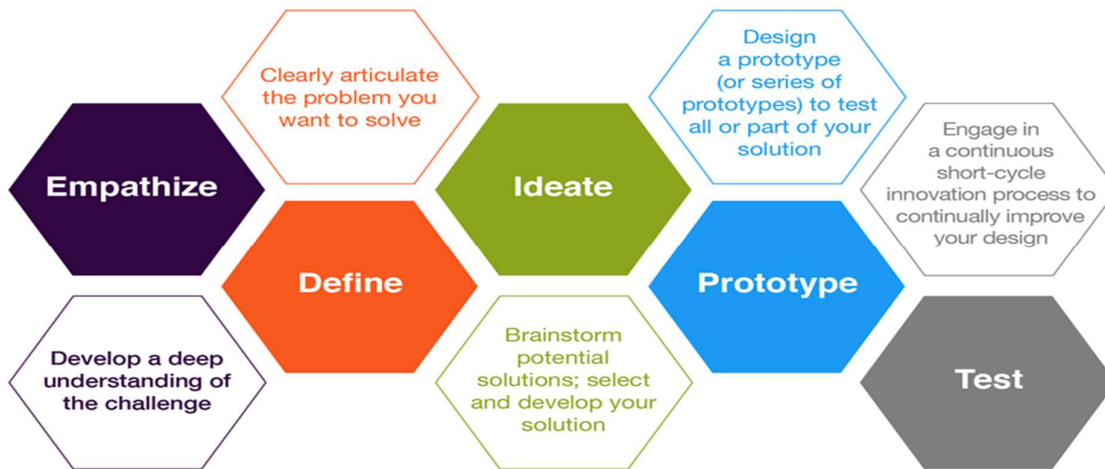 Empathize
Develop a deep
understanding of
the challenge
Clearly articulate
the problem you
want to solve
Define
Ideate
Brainstorm
potential
solutions; select
and develop your
solution
Design
a prototype
(or series of
prototypes) to test
all or part of your
solution
Prototype
Engage in
a continuous
short-cycle
innovation process to
continually improve
your design
Test